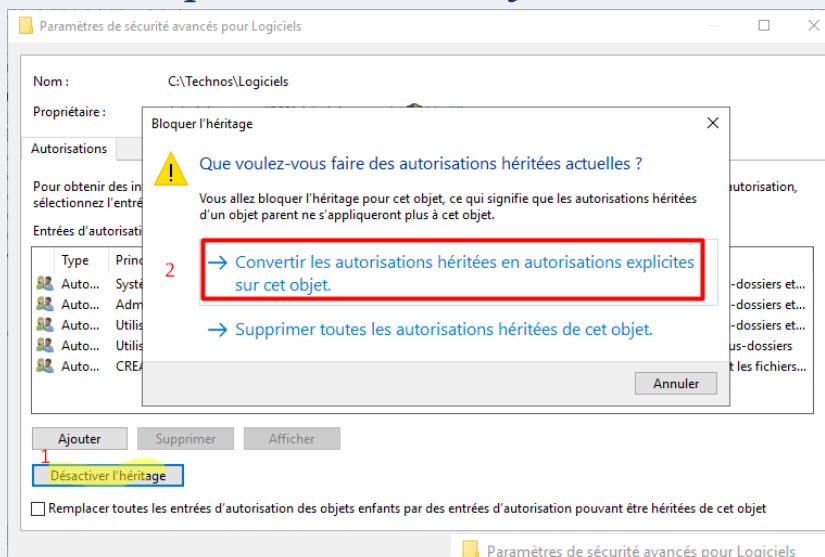 Paramètres de sécurité avancés pour Logiciels
Nom :
C:\Technos\Logiciels
Propriétaire :
Bloquer l'héritage
Autorisations
Que voulez-vous faire des autorisations héritées actuelles ?
Pour obtenir des
autorisation,
sélectionnez
Vous allez bloquer l'héritage pour cet objet, ce qui signifie que les autorisations héritées
d'un objet parent ne s'appliqueront plus à cet objet.
Entrées
Type
2
Convertir les autorisations héritées en autorisations explicites
sur cet objet.
Auto...
-dossiers et...
Auto... Adm
-dossiers et...
Auto... Utilis
-dossiers et...
Supprimer toutes les autorisations héritées de cet objet.
Auto... Utilis
us-dossiers
Auto...
t les fichiers...
Annuler
Ajouter
Supprimer
Afficher
1
Désactiver l'héritage
Remplacer toutes les entrées d'autorisation des objets enfants par des entrées d'autorisation pouvant être héritées de cet objet
Paramètres de sécurité avancés pour Logiciels